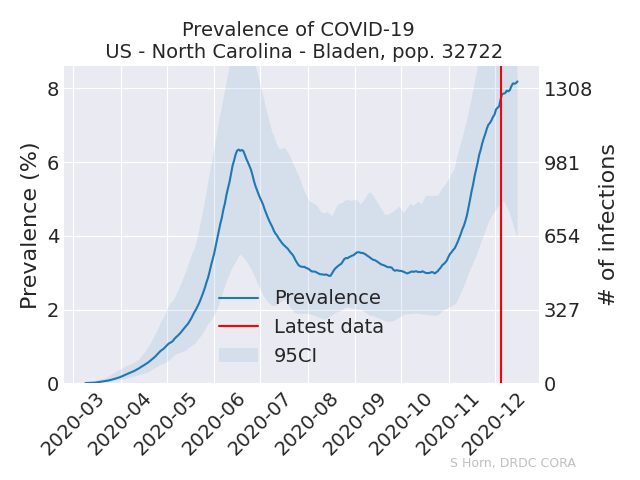 Prevalence of COVID-19
US - North Carolina - Bladen, pop. 32722
Prevalence (%)
8
6
4
2
0
1308
981
654
327
0
# of infections
Prevalence
Latest data
95CI
2020-03
2020-04
2020-05
2020-06
2020-07
2020-08
2020-09
2020-10
2020-11
2020-12
S Horn, DRDC CORA